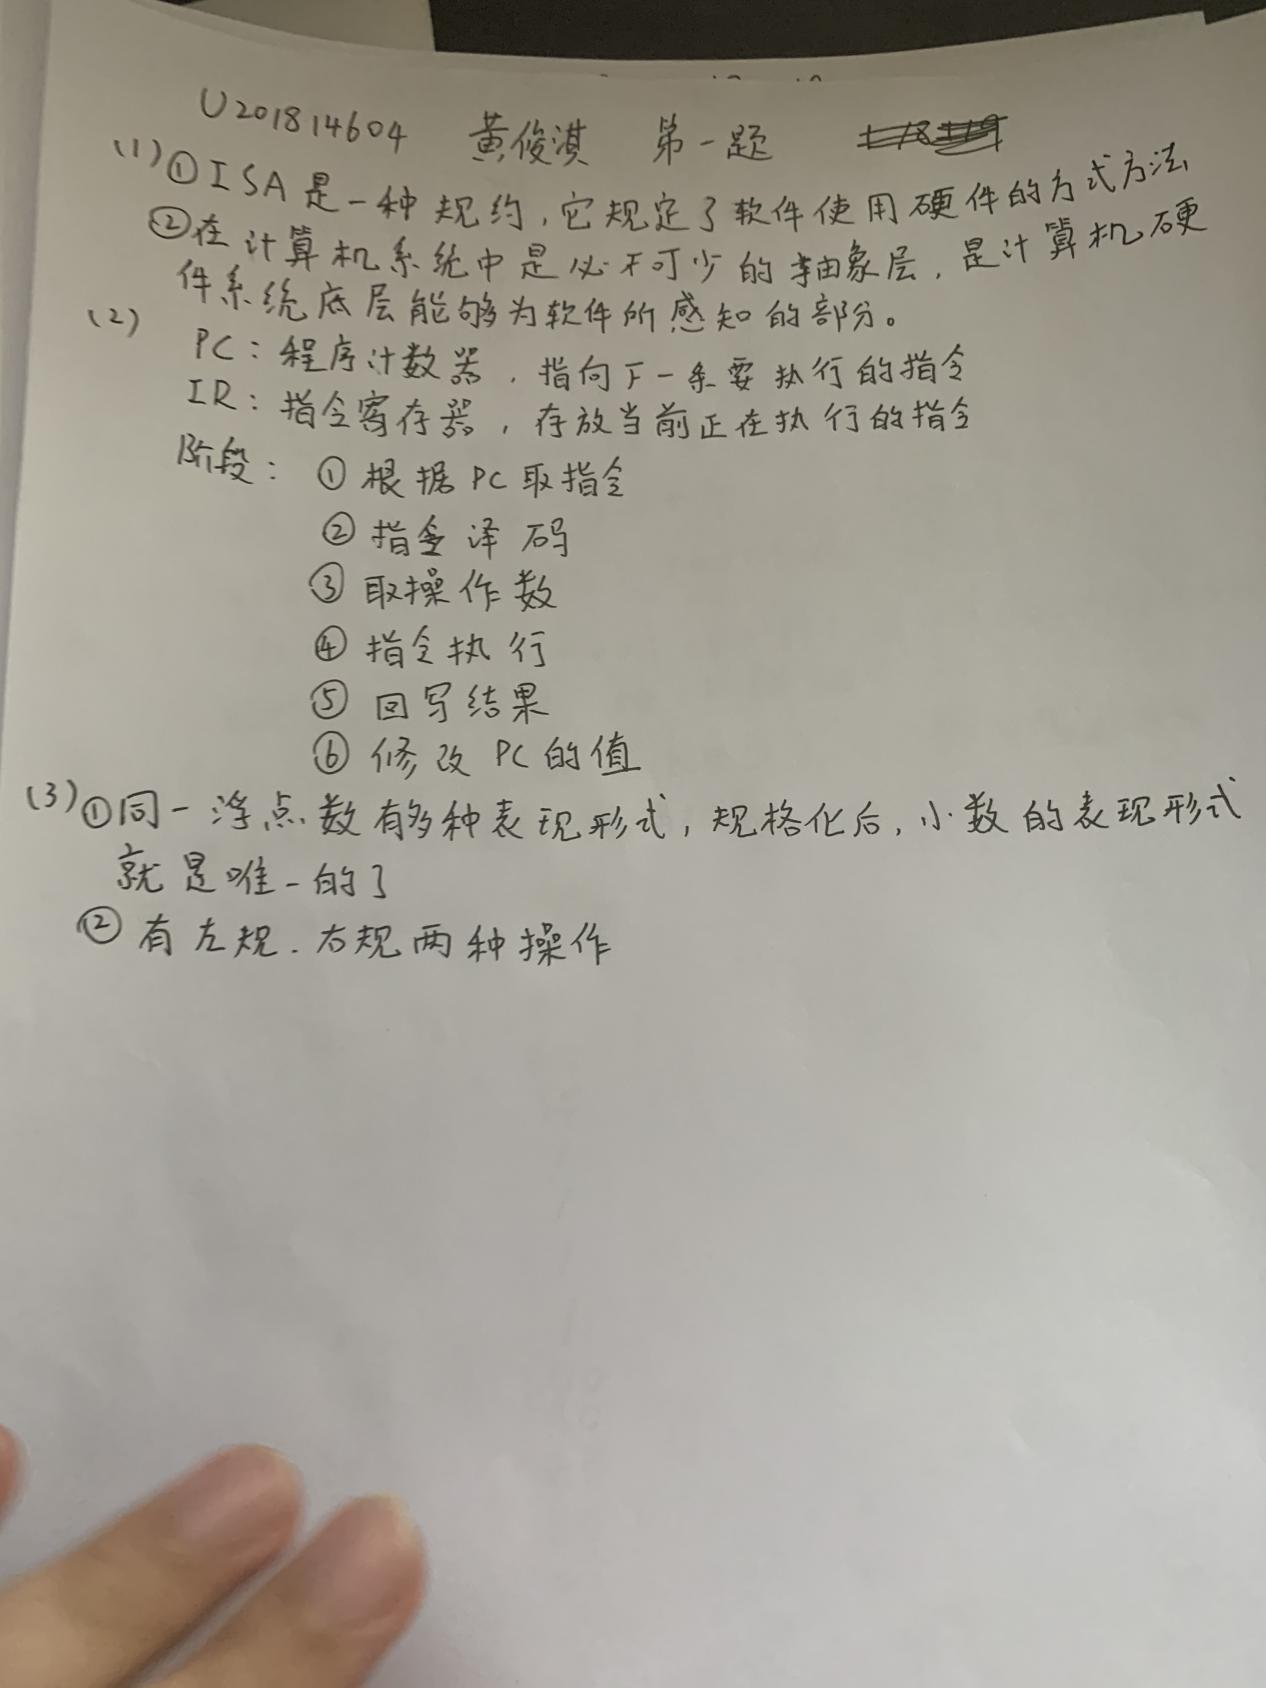 U201814604 黄俊淇 第一题
(1)①ISA是一种规约,它规定了软件使用硬件的方式方法
②在计算机系统中是必不可少的抽象层,是计算机硬
件系统底层能够为软件所感知的部分。
(2)
PC:程序计数器,指向下一条要执行的指令
IR:指令寄存器,存放当前正在执行的指令
阶段: ①根据PC取指令
②指令译码
③取操作数
④指令执行
⑤回写结果
⑥修改PC的值
(3)①同一浮点数有多种表现形式,规格化后,小数的表现形式
就是唯一的了
②有左规.右规两种操作